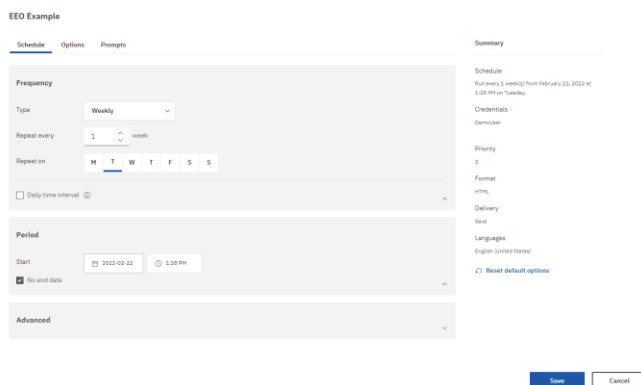 EEO Example
Schedule Options Prompts
Frequency
Type Weekly
Repeat every 1 week
Repeat on M T W T F S S
Daily time interval
Period
Start 2022-02-22 1:28 PM
No end date
Advanced
Summary
Schedule
Run every 1 week(s) from February 22, 2022 at
1:28 PM on Tuesday.
Credentials
DemoUser
Priority
3
Format
HTML
Delivery
Save
Languages
English (United States)
Reset default options
Save Cancel